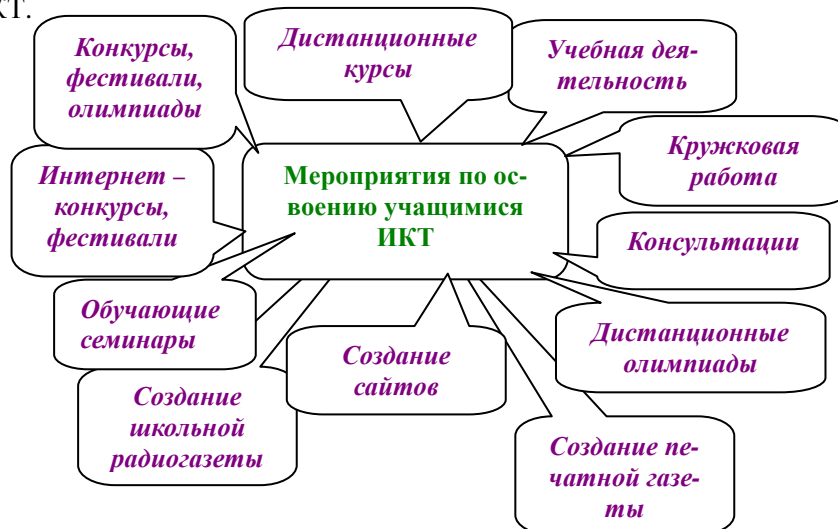 КТ.
Конкурсы,
фестивали,
олимпиады
Дистанционные
курсы
Учебная дея-
тельность
Кружковая
работа
Интернет –
конкурсы,
фестивали
Мероприятия по ос-
воению учащимися
ИКТ
Консультации
Обучающие
семинары
Создание
сайтов
Дистанционные
олимпиады
Создание
школьной
радиогазеты
Создание пе-
чатной газе-
ты